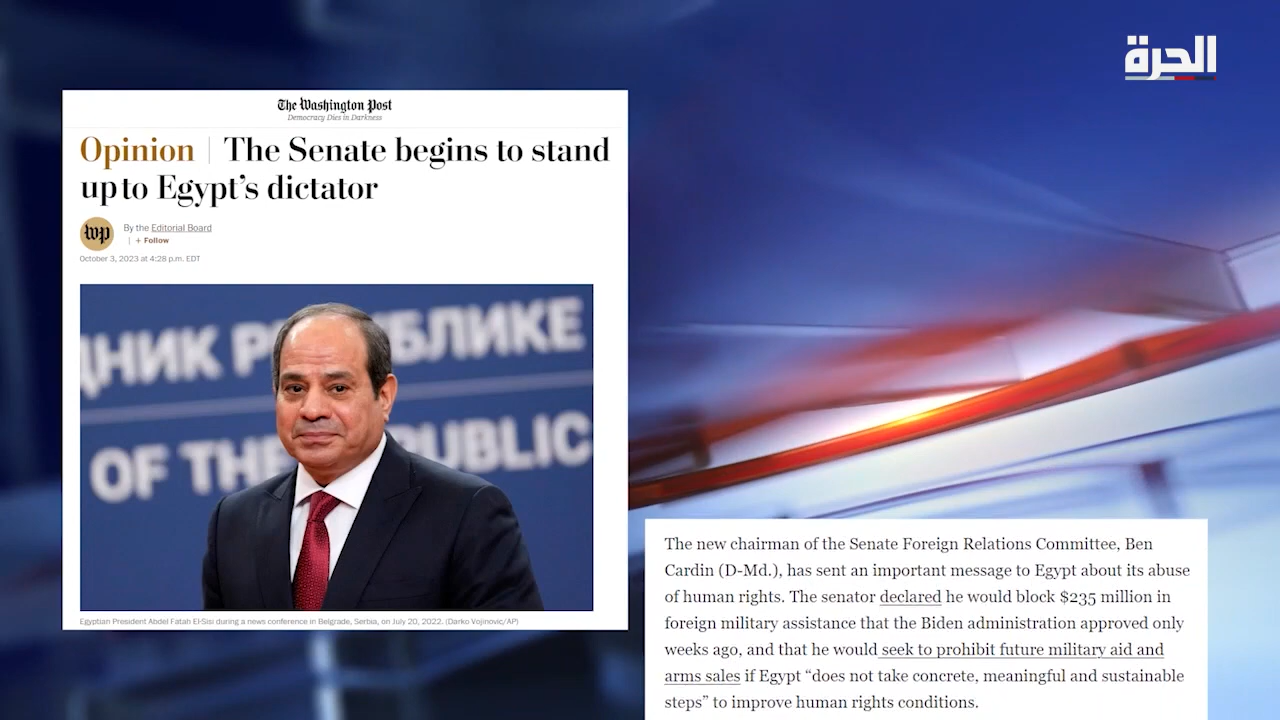 الحرة
The Washington Post
Democracy Dies in Darkness
Opinion | The Senate begins to stand
up to Egypt’s dictator
wp
By the Editorial Board
| + Follow
October 3, 2023 at 4:28 p.m. EDT
ДНИК РЕПУБЛИКЕ
OF THE REPUBLIC
Egyptian President Abdel Fatah El-Sisi during a news conference in Belgrade, Serbia, on July 20, 2022. (Darko Vojinovic/AP)
The new chairman of the Senate Foreign Relations Committee, Ben
Cardin (D-Md.), has sent an important message to Egypt about its abuse
of human rights. The senator declared he would block $235 million in
foreign military assistance that the Biden administration approved only
weeks ago, and that he would seek to prohibit future military aid and
arms sales if Egypt “does not take concrete, meaningful and sustainable
steps” to improve human rights conditions.